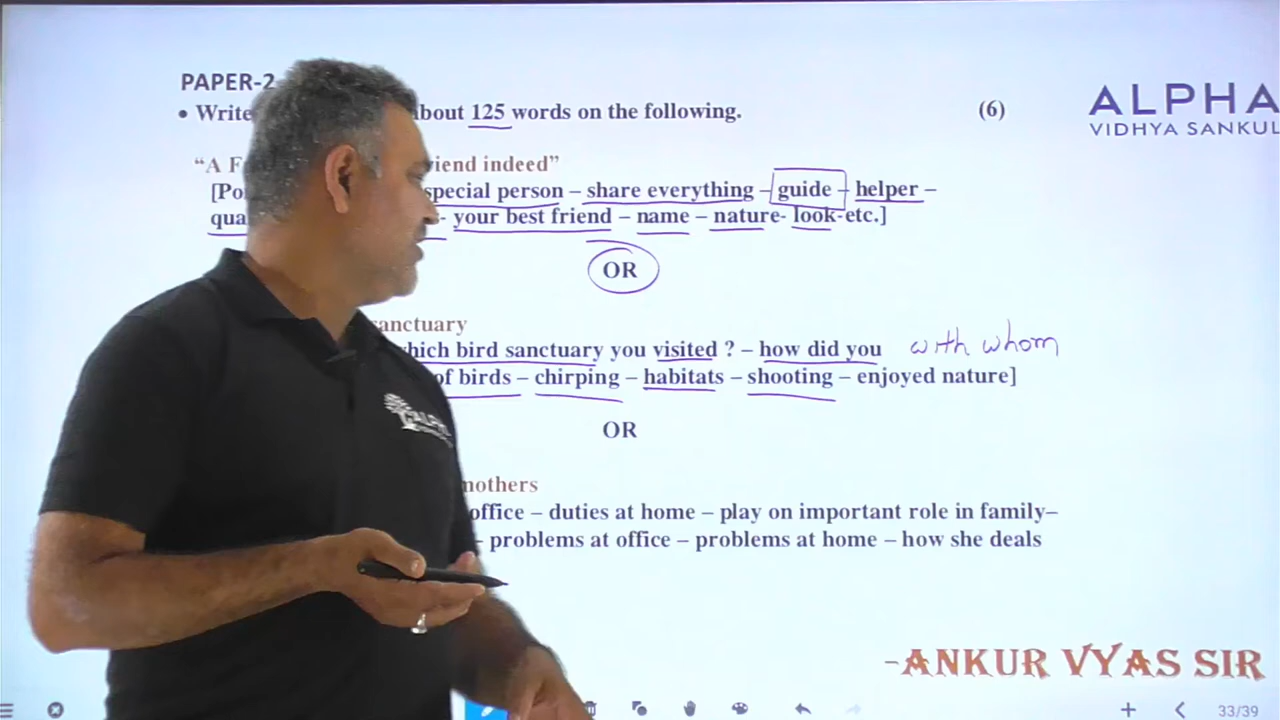 PAPER-2
• Write about 125 words on the following. (6)
ALPHA
VIDHYA SANKUL
“A F riend indeed”
[Po special person – share everything – guide – helper –
qua s- your best friend – name – nature- look-etc.]
OR
sanctuary
which bird sanctuary you visited ? – how did you with whom
of birds – chirping – habitats – shooting – enjoyed nature]
OR
mothers
office – duties at home – play on important role in family–
- problems at office – problems at home – how she deals
-ANKUR VYAS SIR
33/39